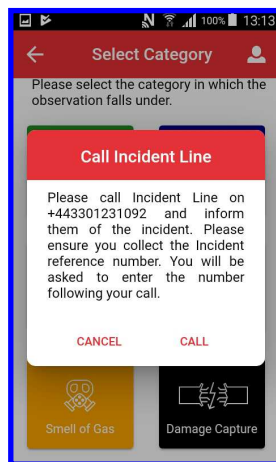 100% 13:13
Select Category
Please select the category in which the
observation falls under.
Call Incident Line
Please call Incident Line on
+443301231092 and inform
them of the incident. Please
ensure you collect the Incident
reference number. You will be
asked to enter the number
following your call.
CANCEL CALL
Smell of Gas Damage Capture